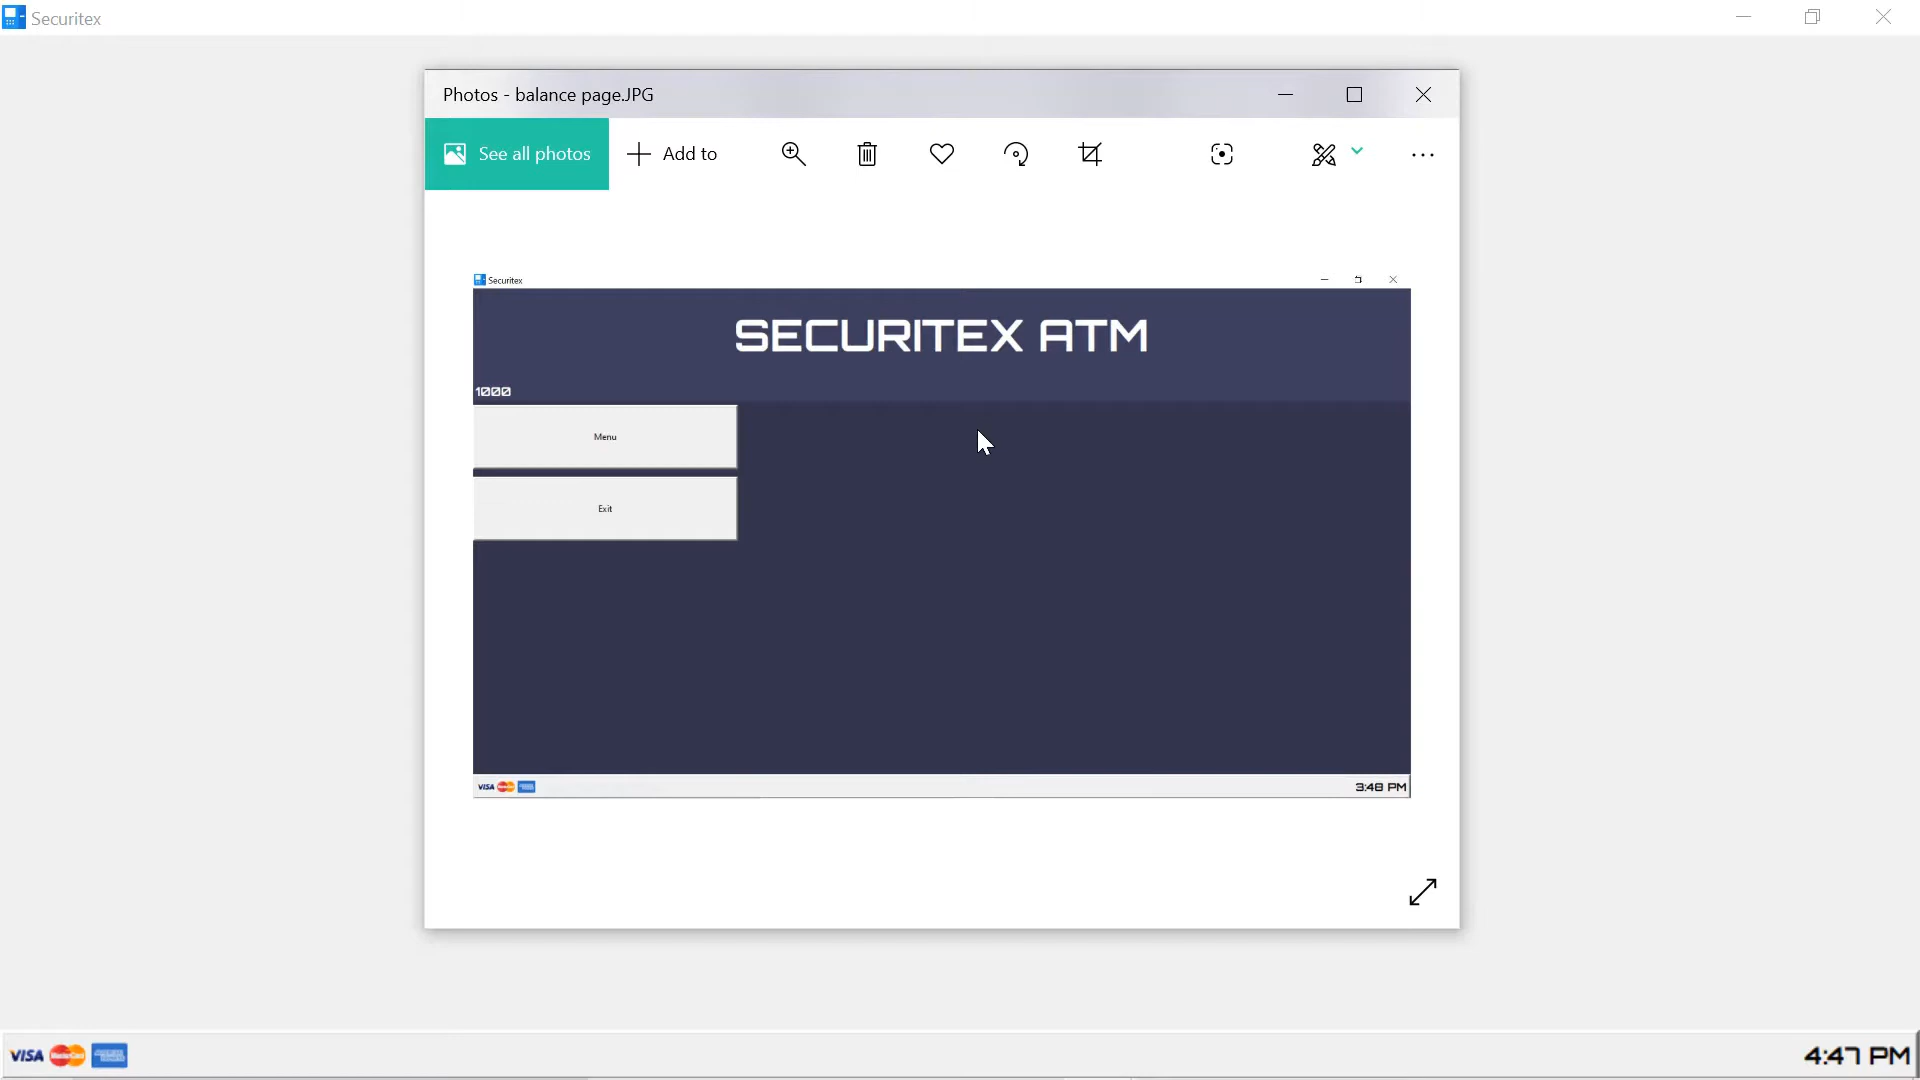 Securitex
Photos - balance page.JPG
See all photos
Add to
Securitex
SECURITEX ATM
1000
Menu
Exit
VISA
3:48 PM
VISA MasterCard
4:47 PM